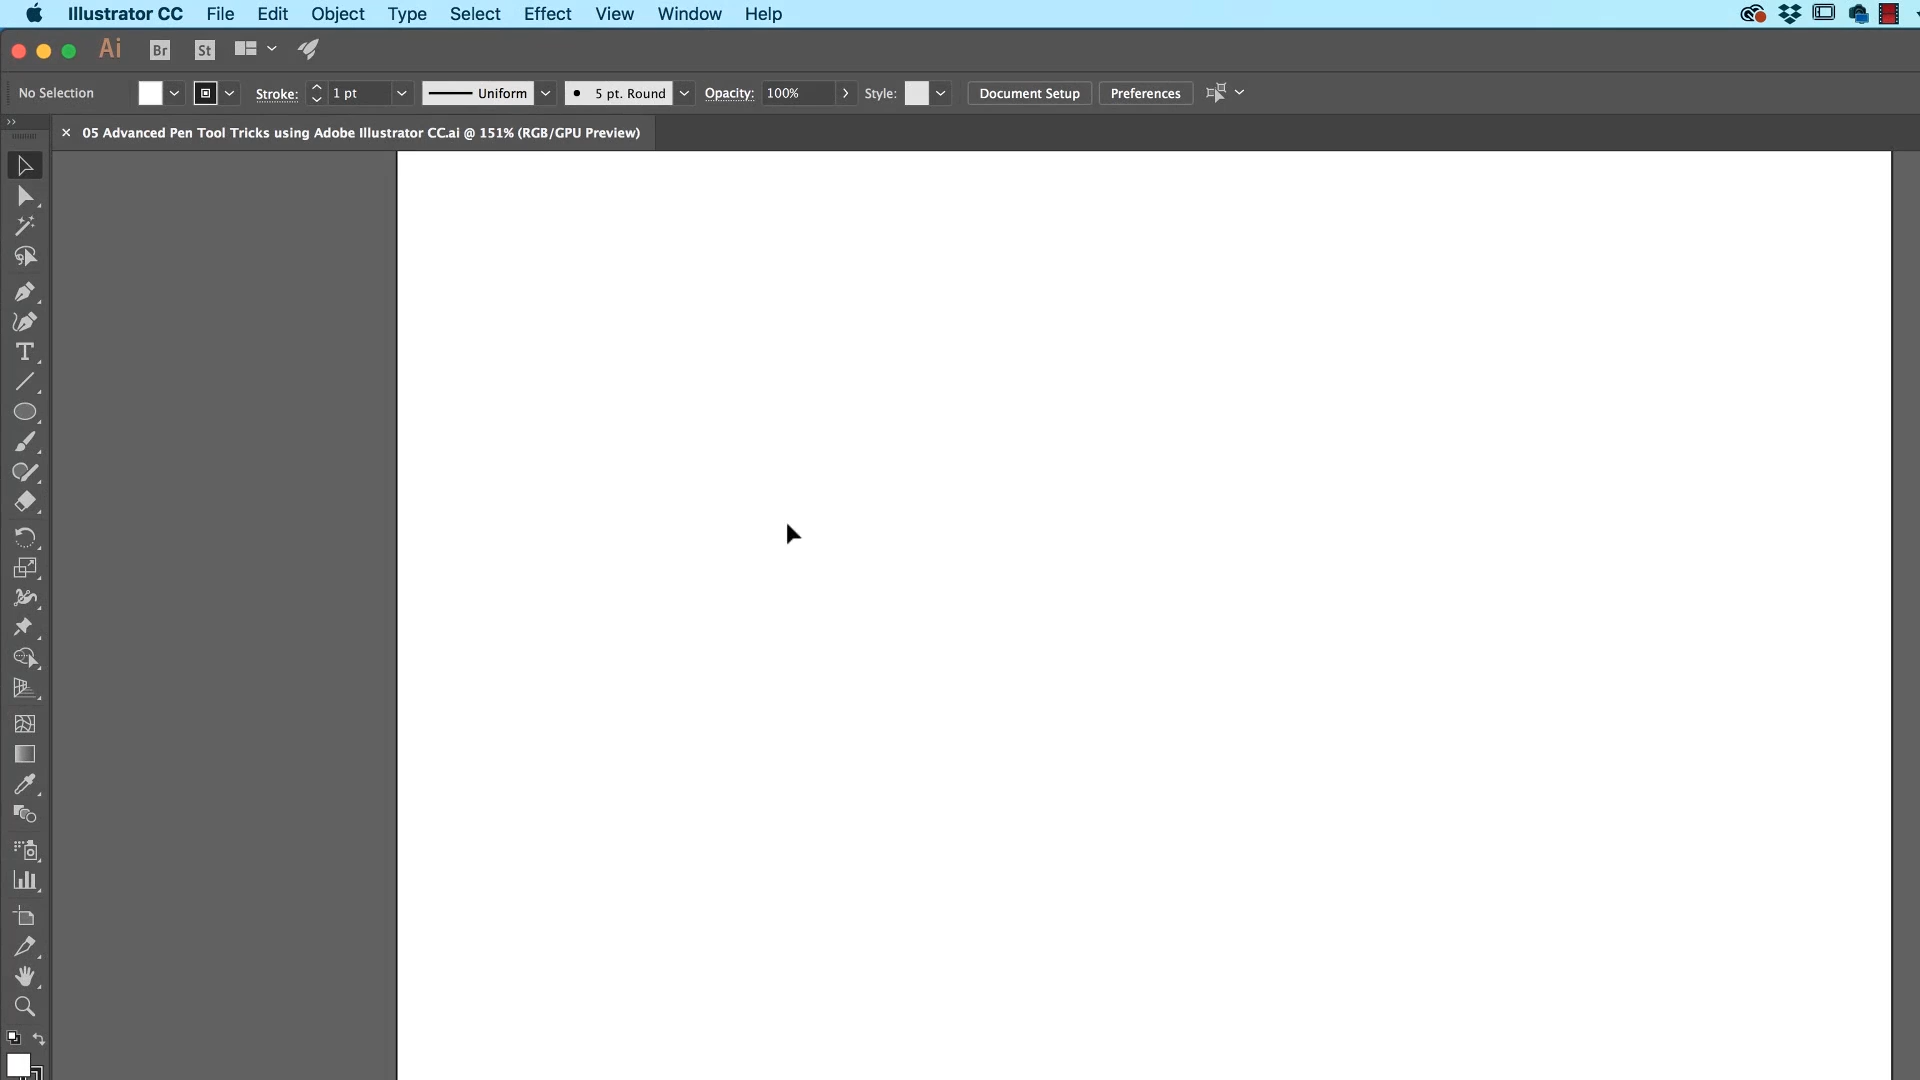 Illustrator CC File Edit Object Type Select Effect View Window Help
Ai Br St
No Selection Stroke: 1 pt Uniform 5 pt. Round Opacity: 100% Style: Document Setup Preferences
05 Advanced Pen Tool Tricks using Adobe Illustrator CC.ai @ 151% (RGB/GPU Preview)